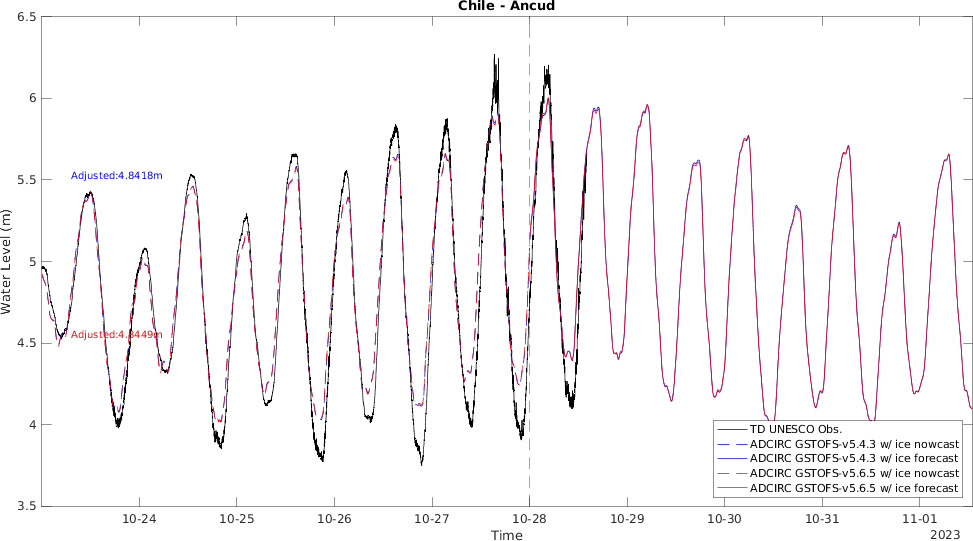 Chile - Ancud
6.5
6
5.5
5
4.5
4
3.5
Water Level (m)
Adjusted:4.8418m
Adjusted:4.8449m
TD UNESCO Obs.
ADCIRC GSTOFS-v5.4.3 w/ ice nowcast
ADCIRC GSTOFS-v5.4.3 w/ ice forecast
ADCIRC GSTOFS-v5.6.5 w/ ice nowcast
ADCIRC GSTOFS-v5.6.5 w/ ice forecast
10-24 10-25 10-26 10-27 10-28 10-29 10-30 10-31 11-01
Time
2023